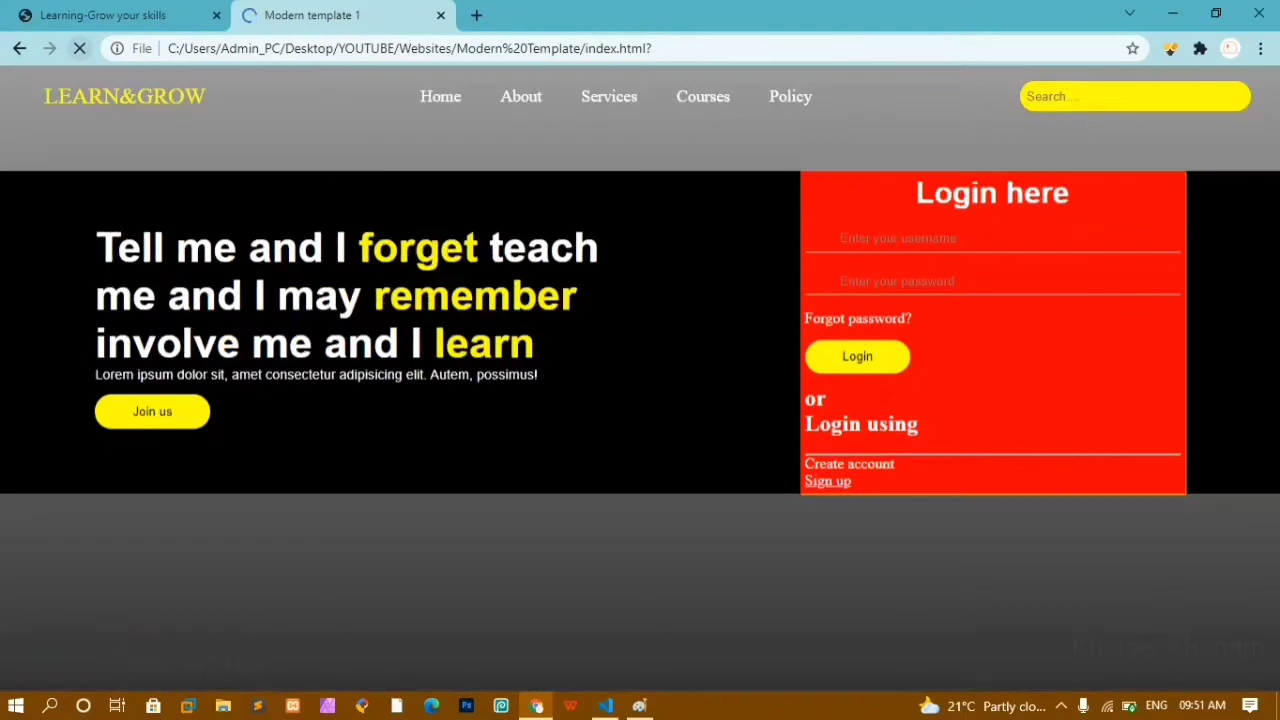 Learning-Grow your skills
Modern template 1
File
C:/Users/Admin_PC/Desktop/YOUTUBE/Websites/Modern%20Template/index.html?
LEARN&GROW
Home
About
Services
Courses
Policy
Search....
Tell me and I forget teach
me and I may remember
involve me and I learn
Lorem ipsum dolor sit, amet consectetur adipisicing elit. Autem, possimus!
Join us
Login here
Enter your username
Enter your password
Forgot password?
Login
or
Login using
Create account
Sign up
21°C Partly clo...
ENG
09:51 AM